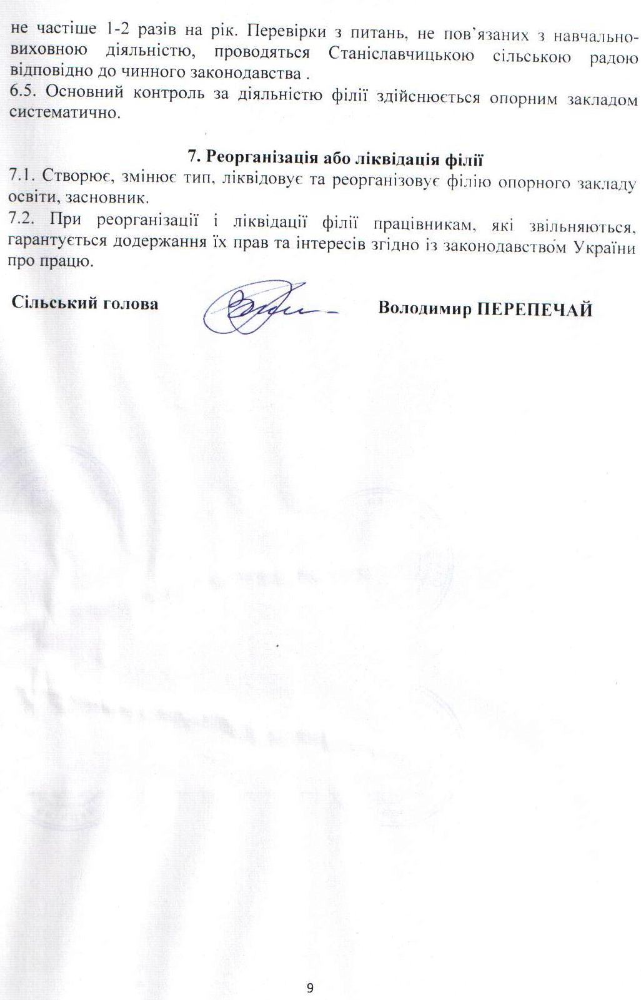 не частіше 1-2 разів на рік. Перевірки з питань, не пов’язаних з навчально-
виховною діяльністю, проводяться Станіславчицькою сільською радою
відповідно до чинного законодавства .
6.5. Основний контроль за діяльністю філії здійснюється опорним закладом
систематично.
7. Реорганізація або ліквідація філії
7.1. Створює, змінює тип, ліквідовує та реорганізовує філію опорного закладу
освіти, засновник.
7.2. При реорганізації і ліквідації філії працівникам, які звільняються,
гарантується додержання їх прав та інтересів згідно із законодавством України
про працю.
Сільський голова Володимир ПЕРЕПЕЧАЙ
9